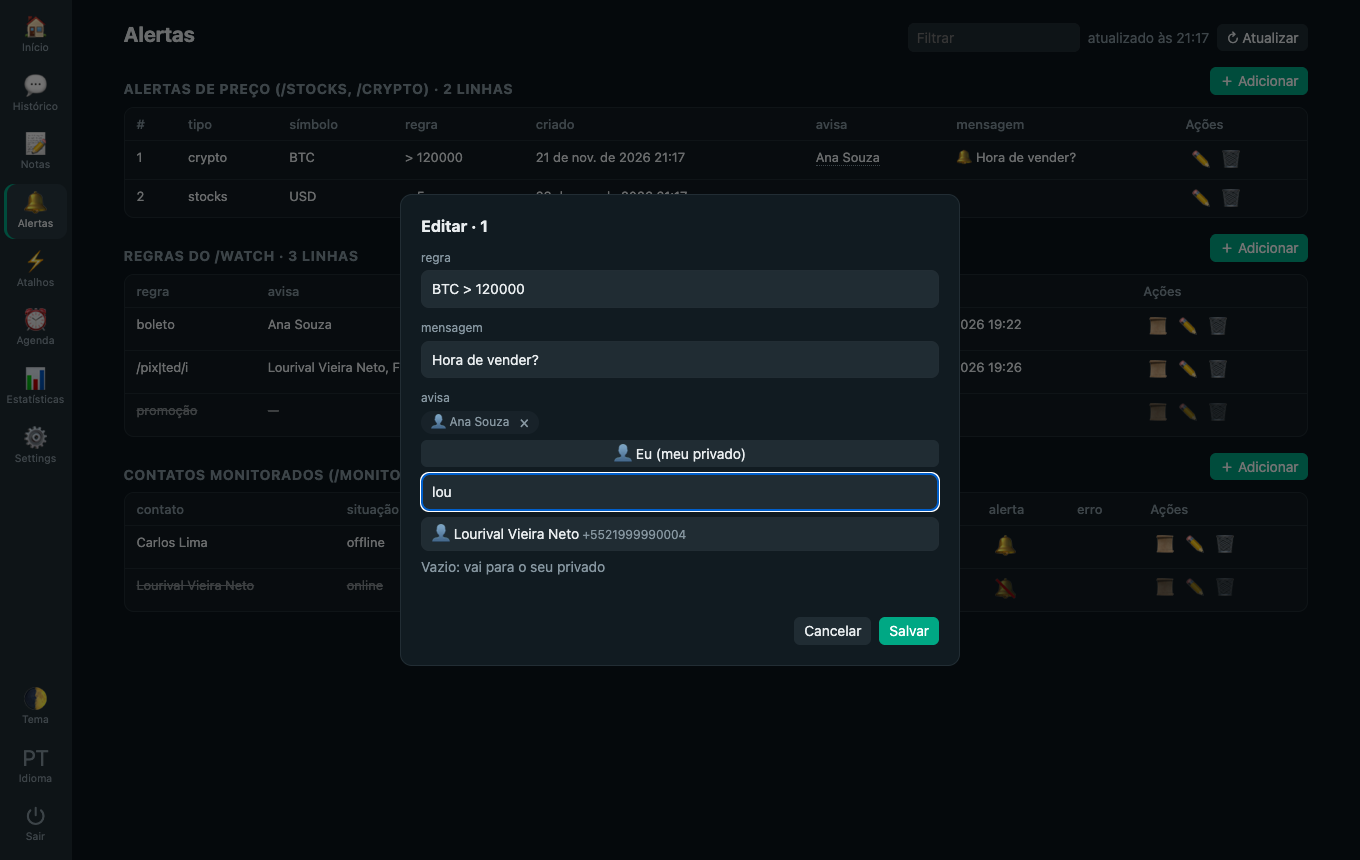 Início
Histórico
Notas
Alertas
Atalhos
Agenda
Estatísticas
Settings
Tema
PT
Idioma
Sair
Alertas
Filtrar
atualizado às 21:17
↻ Atualizar
ALERTAS DE PREÇO (/STOCKS, /CRYPTO) · 2 LINHAS
+ Adicionar
# tipo símbolo regra criado avisa mensagem Ações
1 crypto BTC > 120000 21 de nov. de 2026 21:17 Ana Souza 🔔 Hora de vender?
2 stocks USD
REGRAS DO /WATCH · 3 LINHAS
+ Adicionar
regra avisa Ações
boleto Ana Souza 026 19:22
/pix|ted/i Lourival Vieira Neto, F 026 19:26
promoção —
CONTATOS MONITORADOS (/MONITO
+ Adicionar
contato situação alerta erro Ações
Carlos Lima offline
Lourival Vieira Neto online
Editar · 1
regra
BTC > 120000
mensagem
Hora de vender?
avisa
Ana Souza ×
Eu (meu privado)
lou
Lourival Vieira Neto +5521999990004
Vazio: vai para o seu privado
Cancelar
Salvar